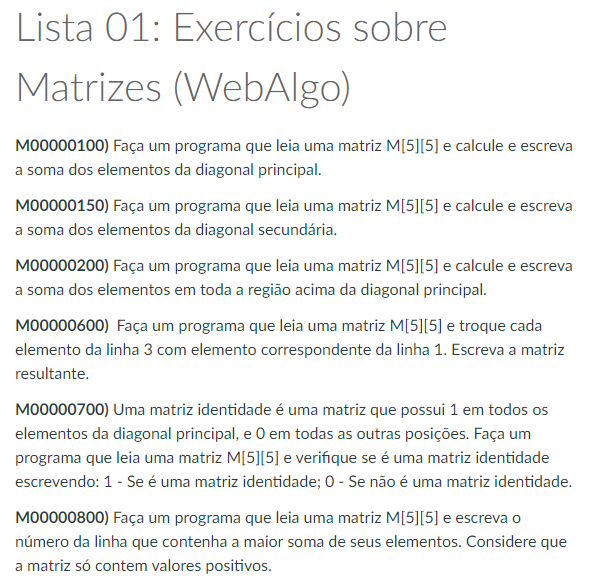 Lista 01: Exercícios sobre
Matrizes (WebAlgo)
M00000100) Faça um programa que leia uma matriz M[5][5] e calcule e escreva
a soma dos elementos da diagonal principal.
M00000150) Faça um programa que leia uma matriz M[5][5] e calcule e escreva
a soma dos elementos da diagonal secundária.
M00000200) Faça um programa que leia uma matriz M[5][5] e calcule e escreva
a soma dos elementos em toda a região acima da diagonal principal.
M00000600)  Faça um programa que leia uma matriz M[5][5] e troque cada
elemento da linha 3 com elemento correspondente da linha 1. Escreva a matriz
resultante.
M00000700) Uma matriz identidade é uma matriz que possui 1 em todos os
elementos da diagonal principal, e 0 em todas as outras posições. Faça um
programa que leia uma matriz M[5][5] e verifique se é uma matriz identidade
escrevendo: 1 - Se é uma matriz identidade; 0 - Se não é uma matriz identidade.
M00000800) Faça um programa que leia uma matriz M[5][5] e escreva o
número da linha que contenha a maior soma de seus elementos. Considere que
a matriz só contem valores positivos.